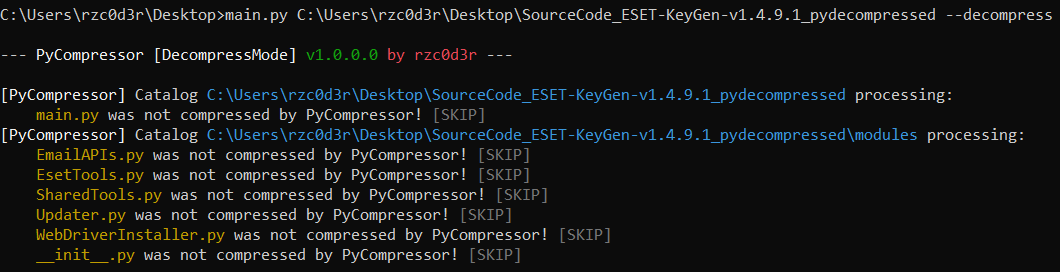 C:\Users\rzc0d3r\Desktop>main.py C:\Users\rzc0d3r\Desktop\SourceCode_ESET-KeyGen-v1.4.9.1_pydecompressed --decompress
--- PyCompressor [DecompressMode] v1.0.0.0 by rzc0d3r ---
[PyCompressor] Catalog C:\Users\rzc0d3r\Desktop\SourceCode_ESET-KeyGen-v1.4.9.1_pydecompressed processing:
main.py was not compressed by PyCompressor! [SKIP]
[PyCompressor] Catalog C:\Users\rzc0d3r\Desktop\SourceCode_ESET-KeyGen-v1.4.9.1_pydecompressed\modules processing:
EmailAPIs.py was not compressed by PyCompressor! [SKIP]
EsetTools.py was not compressed by PyCompressor! [SKIP]
SharedTools.py was not compressed by PyCompressor! [SKIP]
Updater.py was not compressed by PyCompressor! [SKIP]
WebDriverInstaller.py was not compressed by PyCompressor! [SKIP]
__init__.py was not compressed by PyCompressor! [SKIP]